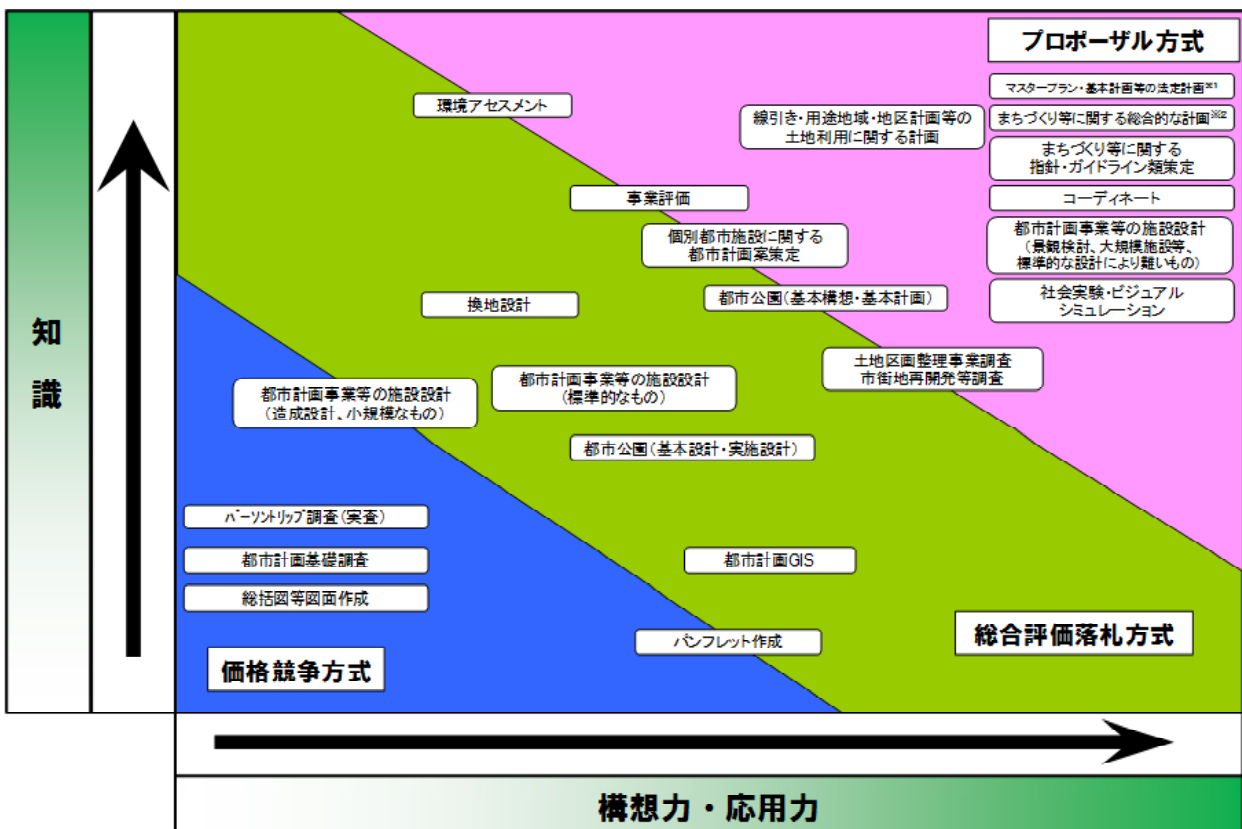 プロポーザル方式
マスタープラン・基本計画等の法定計画※1
環境アセスメント
線引き・用途地域・地区計画等の
土地利用に関する計画
まちづくり等に関する総合的な計画※2
まちづくり等に関する
指針・ガイドライン類策定
事業評価
コーディネート
個別都市施設に関する
都市計画案策定
都市計画事業等の施設設計
(景観検討、大規模施設等、
標準的な設計により難いもの)
換地設計
都市公園(基本構想・基本計画)
社会実験・ビジュアル
シミュレーション
知
識
土地区画整理事業調査
市街地再開発等調査
都市計画事業等の施設設計
(造成設計、小規模なもの)
都市計画事業等の施設設計
(標準的なもの)
都市公園(基本設計・実施設計)
パーソントリップ調査(実査)
都市計画基礎調査
都市計画GIS
総括図等図面作成
パンフレット作成
総合評価落札方式
価格競争方式
構想力・応用力